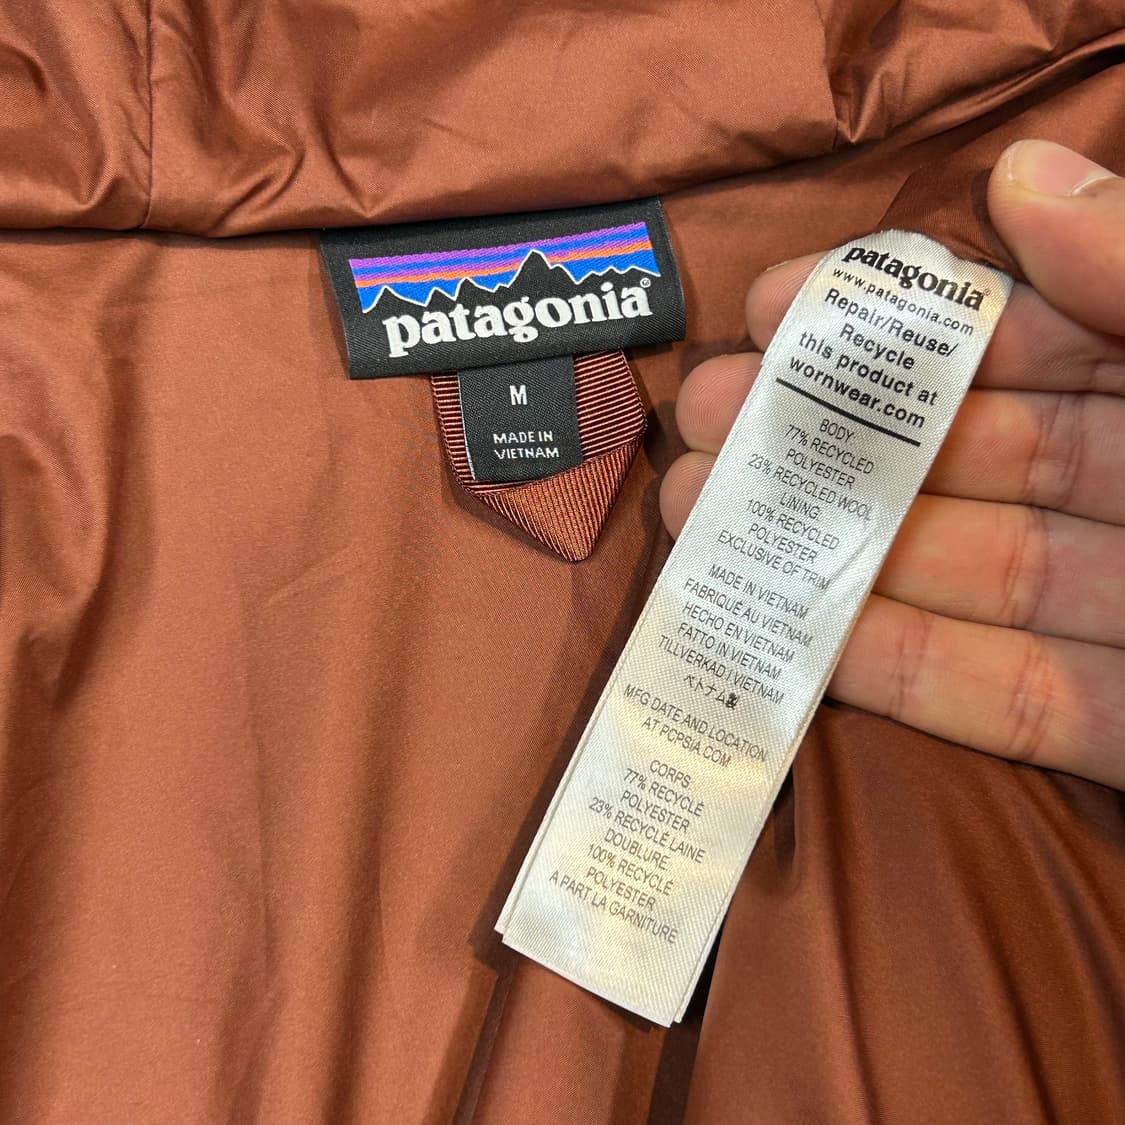 patagonia®
M
MADE IN
VIETNAM
patagonia®
www.patagonia.com
Repair/Reuse/
Recycle
this product at
wornwear.com
BODY:
77% RECYCLED
POLYESTER
23% RECYCLED WOOL
LINING:
100% RECYCLED
POLYESTER
EXCLUSIVE OF TRIM
MADE IN VIETNAM
FABRIQUÉ AU VIETNAM
HECHO EN VIETNAM
FATTO IN VIETNAM
TILLVERKAD I VIETNAM
ベトナム製
MFG DATE AND LOCATION
AT PCPSIA.COM
CORPS:
77% RECYCLÉ
POLYESTER
23% RECYCLÉ LAINE
DOUBLURE:
100% RECYCLÉ
POLYESTER
A PART LA GARNITURE